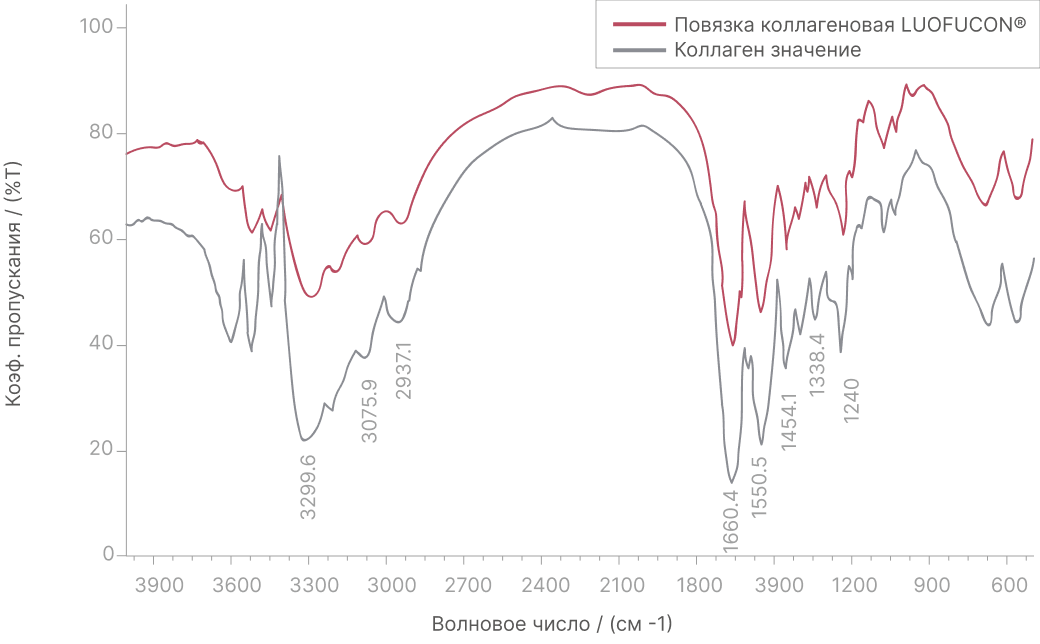 Повязка коллагеновая LUOFUCON®
Коллаген значение
Коэф. пропускания / (%T)
100
80
60
40
20
0
3299.6
3075.9
2937.1
1660.4
1550.5
1454.1
1338.4
1240
3900 3600 3300 3000 2700 2400 2100 1800 3900 1200 900 600
Волновое число / (см -1)